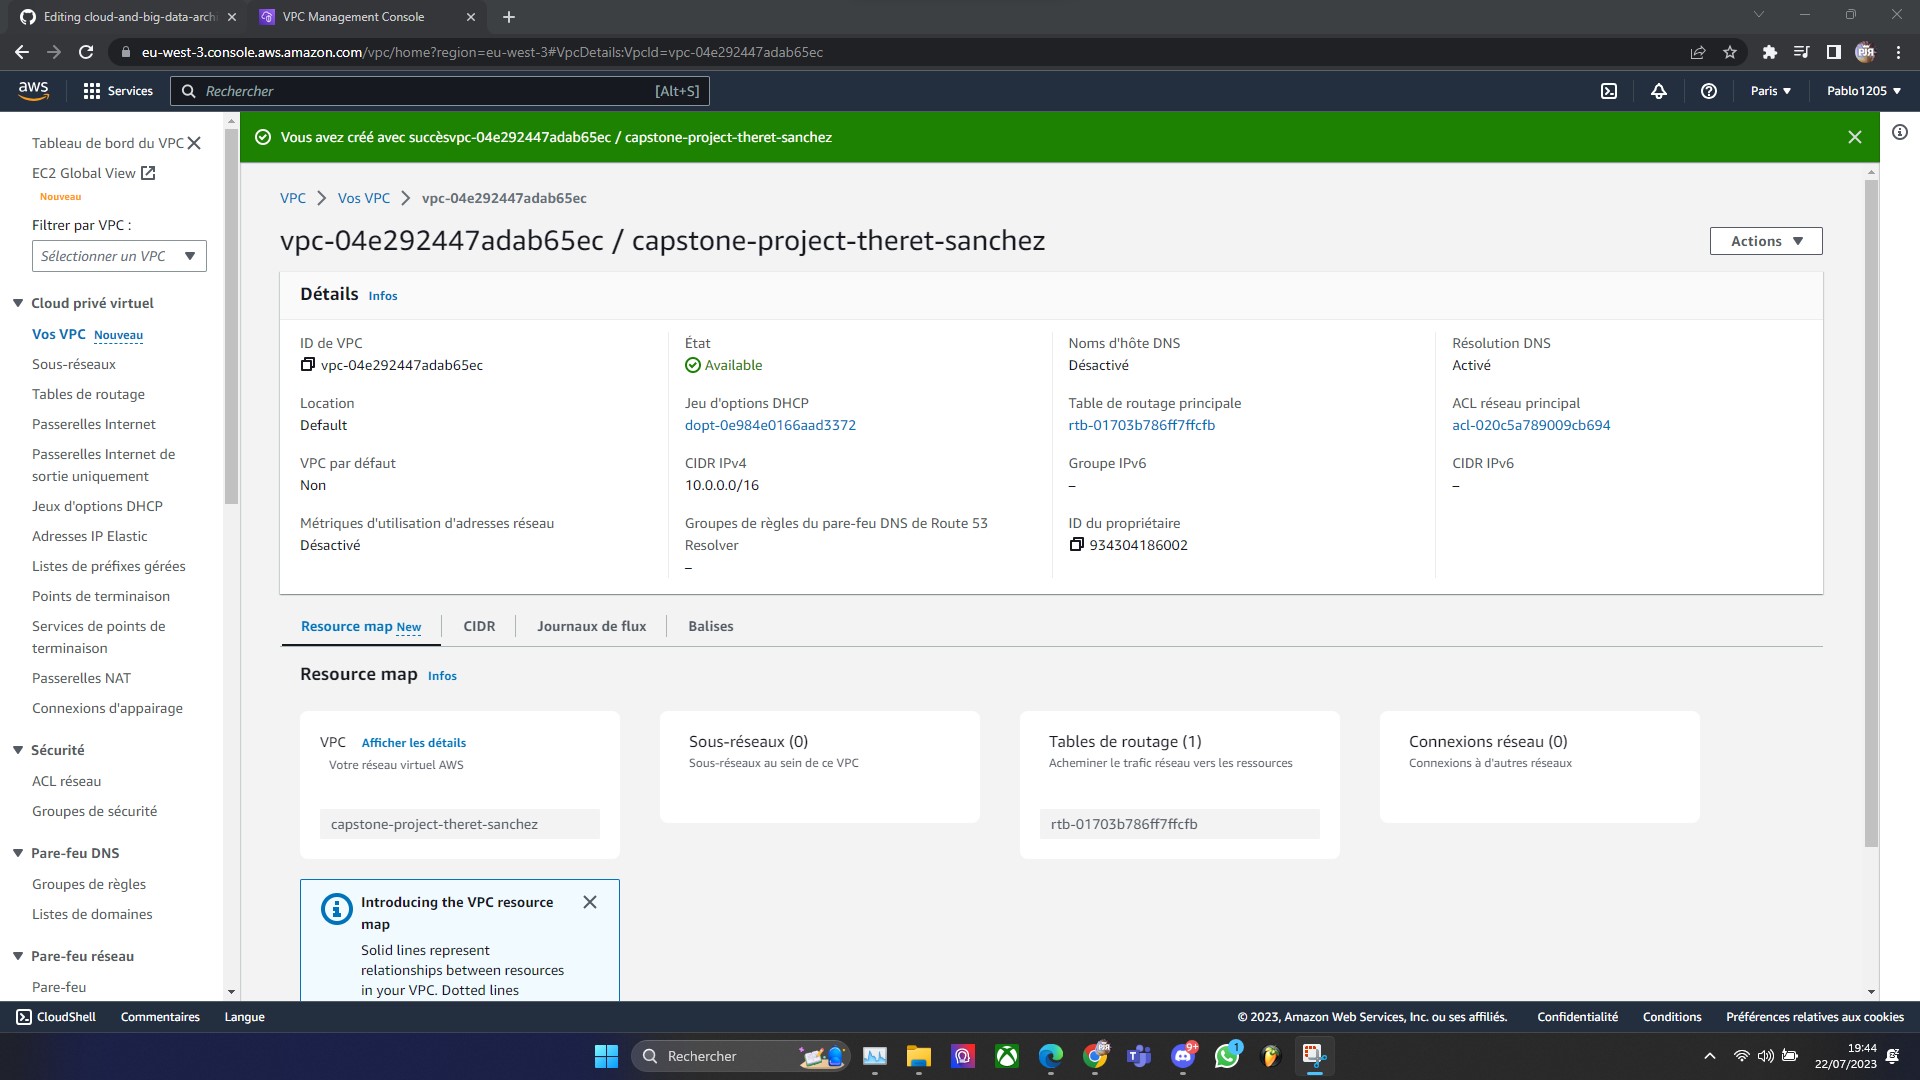 Editing cloud-and-big-data-archi
VPC Management Console
eu-west-3.console.aws.amazon.com/vpc/home?region=eu-west-3#VpcDetails:VpcId=vpc-04e292447adab65ec
aws
Services
Rechercher
[Alt+S]
Paris
Pablo1205
Tableau de bord du VPC
EC2 Global View
Nouveau
Filtrer par VPC :
Sélectionner un VPC
Cloud privé virtuel
Vos VPC Nouveau
Sous-réseaux
Tables de routage
Passerelles Internet
Passerelles Internet de
sortie uniquement
Jeux d'options DHCP
Adresses IP Elastic
Listes de préfixes gérées
Points de terminaison
Services de points de
terminaison
Passerelles NAT
Connexions d'appairage
Sécurité
ACL réseau
Groupes de sécurité
Pare-feu DNS
Groupes de règles
Listes de domaines
Pare-feu réseau
Pare-feu
Vous avez créé avec succèsvpc-04e292447adab65ec / capstone-project-theret-sanchez
VPC
Vos VPC
vpc-04e292447adab65ec
vpc-04e292447adab65ec / capstone-project-theret-sanchez
Actions
Détails Infos
ID de VPC
vpc-04e292447adab65ec
État
Available
Noms d'hôte DNS
Désactivé
Résolution DNS
Activé
Location
Default
Jeu d'options DHCP
dopt-0e984e0166aad3372
Table de routage principale
rtb-01703b786ff7ffcfb
ACL réseau principal
acl-020c5a789009cb694
VPC par défaut
Non
CIDR IPv4
10.0.0.0/16
Groupe IPv6
–
CIDR IPv6
–
Métriques d'utilisation d'adresses réseau
Désactivé
Groupes de règles du pare-feu DNS de Route 53
Resolver
–
ID du propriétaire
934304186002
Resource map New
CIDR
Journaux de flux
Balises
Resource map Infos
VPC Afficher les détails
Votre réseau virtuel AWS
capstone-project-theret-sanchez
Sous-réseaux (0)
Sous-réseaux au sein de ce VPC
Tables de routage (1)
Acheminer le trafic réseau vers les ressources
rtb-01703b786ff7ffcfb
Connexions réseau (0)
Connexions à d'autres réseaux
Introducing the VPC resource
map
Solid lines represent
relationships between resources
in your VPC. Dotted lines
CloudShell
Commentaires
Langue
© 2023, Amazon Web Services, Inc. ou ses affiliés.
Confidentialité
Conditions
Préférences relatives aux cookies
Rechercher
9+
1
19:44
22/07/2023